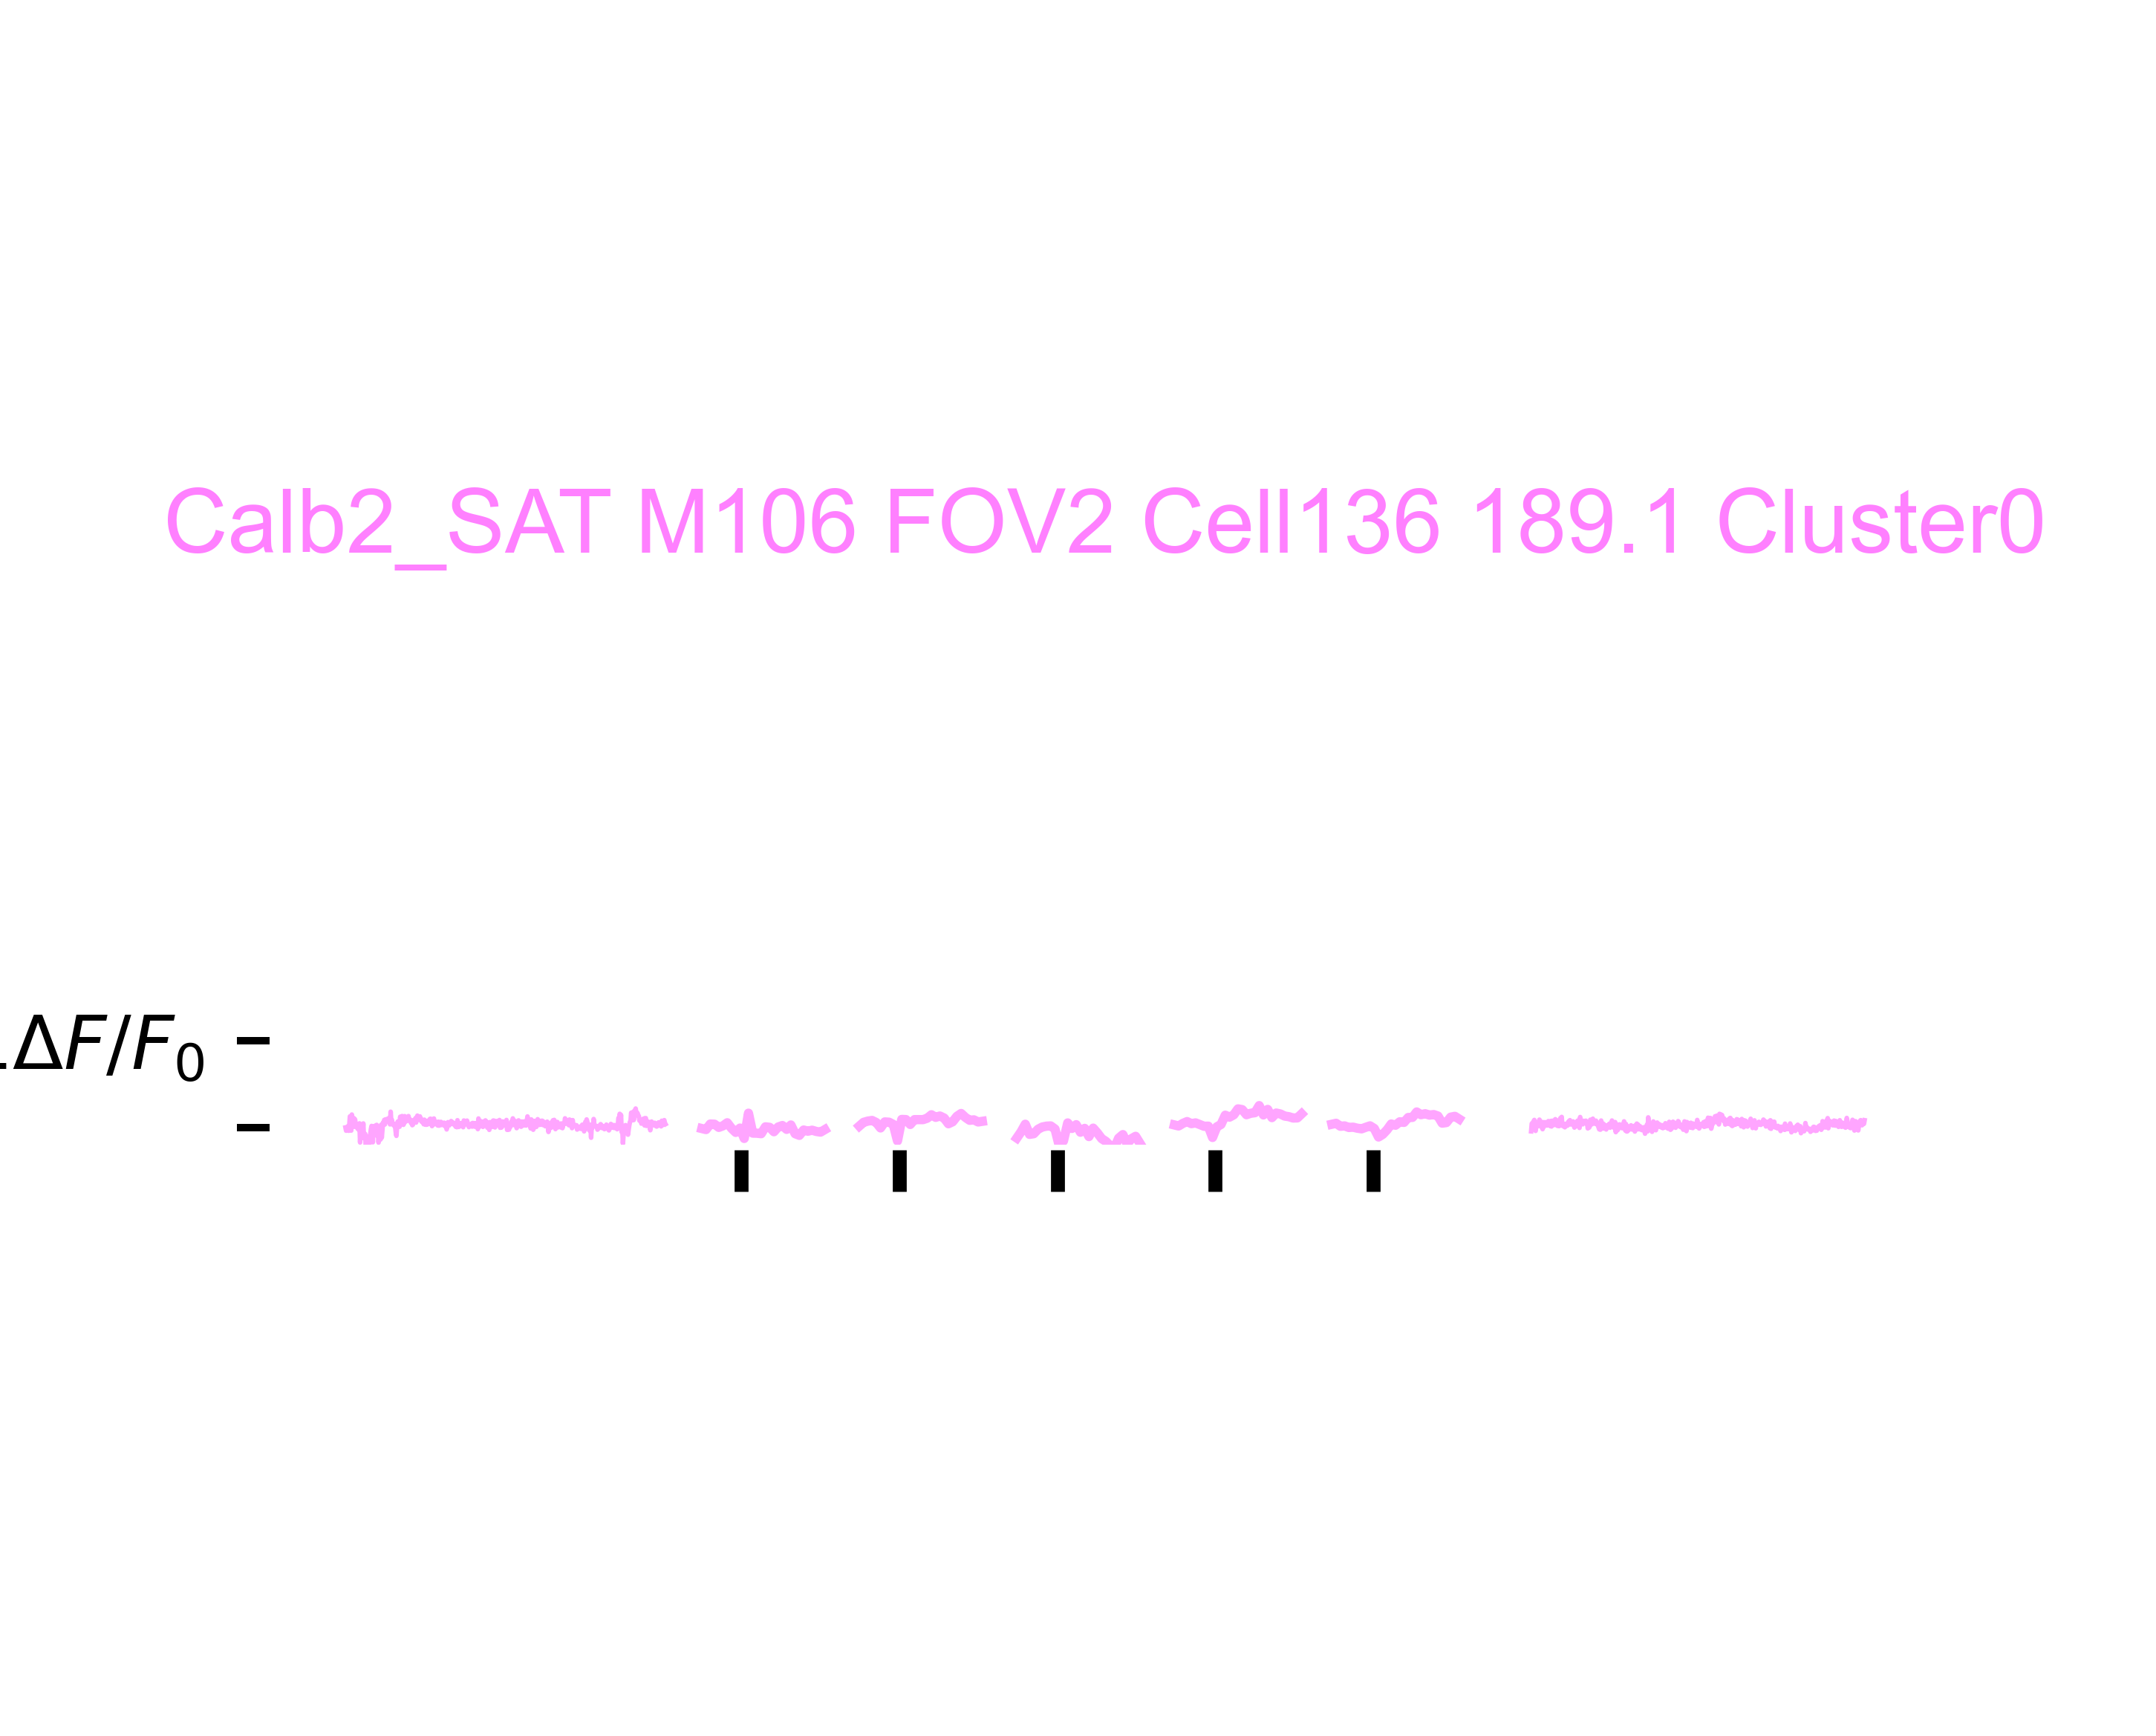 Calb2_SAT M106 FOV2 Cell136 189.1 Cluster0
.ΔF/F₀